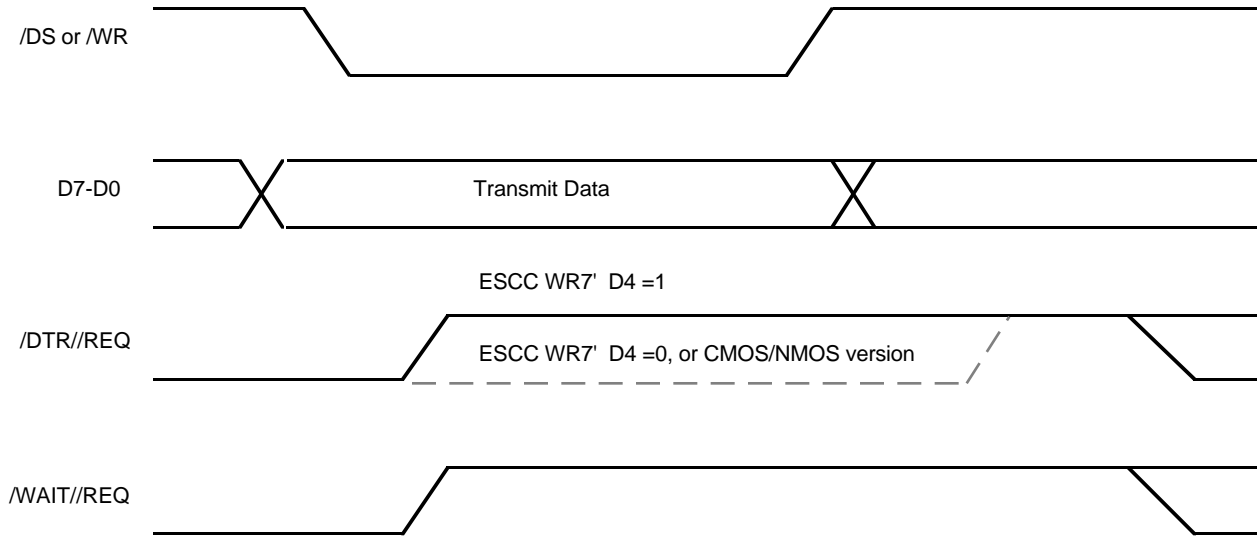 /DS or /WR
D7-D0
Transmit Data
ESCC WR7' D4 =1
/DTR//REQ
ESCC WR7' D4 =0, or CMOS/NMOS version
/WAIT//REQ